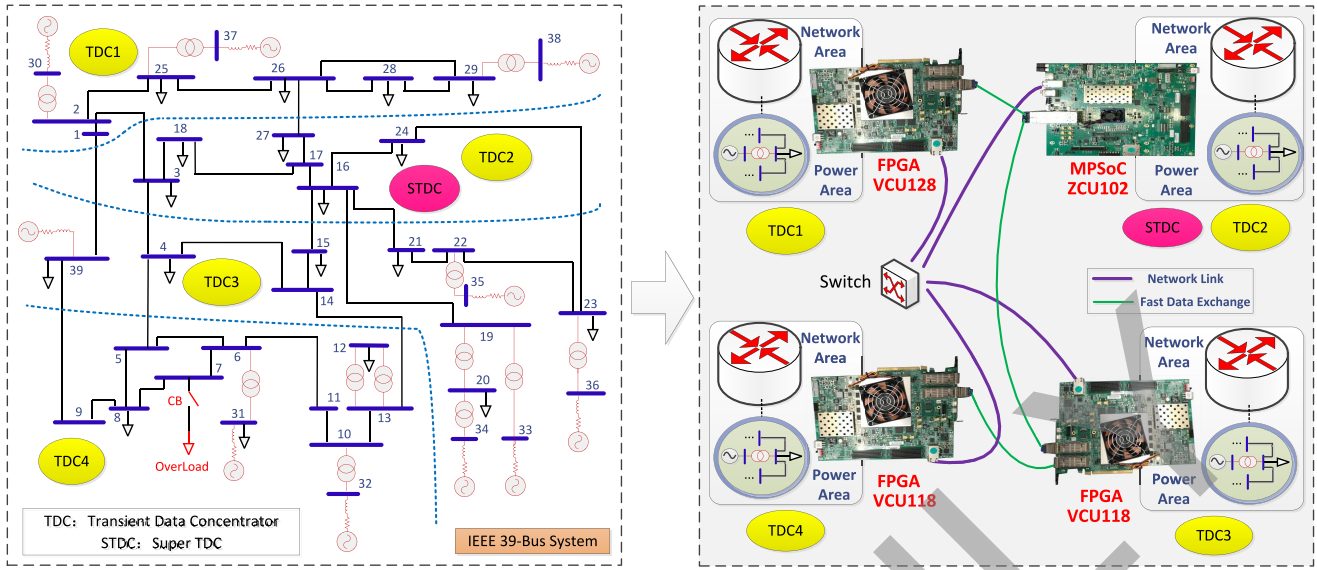 37
38
TDC1
30
25
26
28
29
2
1
18
27
24
TDC2
17
16
3
STDC
15
21
22
4
39
TDC3
14
35
23
19
5
6
7
12
CB
20
36
9
8
31
11
13
10
34
33
OverLoad
TDC4
32
TDC: Transient Data Concentrator
STDC: Super TDC
IEEE 39-Bus System
Network
Area
Power
Area
FPGA
VCU128
TDC1
Network
Area
MPSoC
ZCU102
Power
Area
STDC
TDC2
Switch
Network Link
Fast Data Exchange
Network
Area
Power
Area
FPGA
VCU118
TDC4
Network
Area
FPGA
VCU118
Power
Area
TDC3